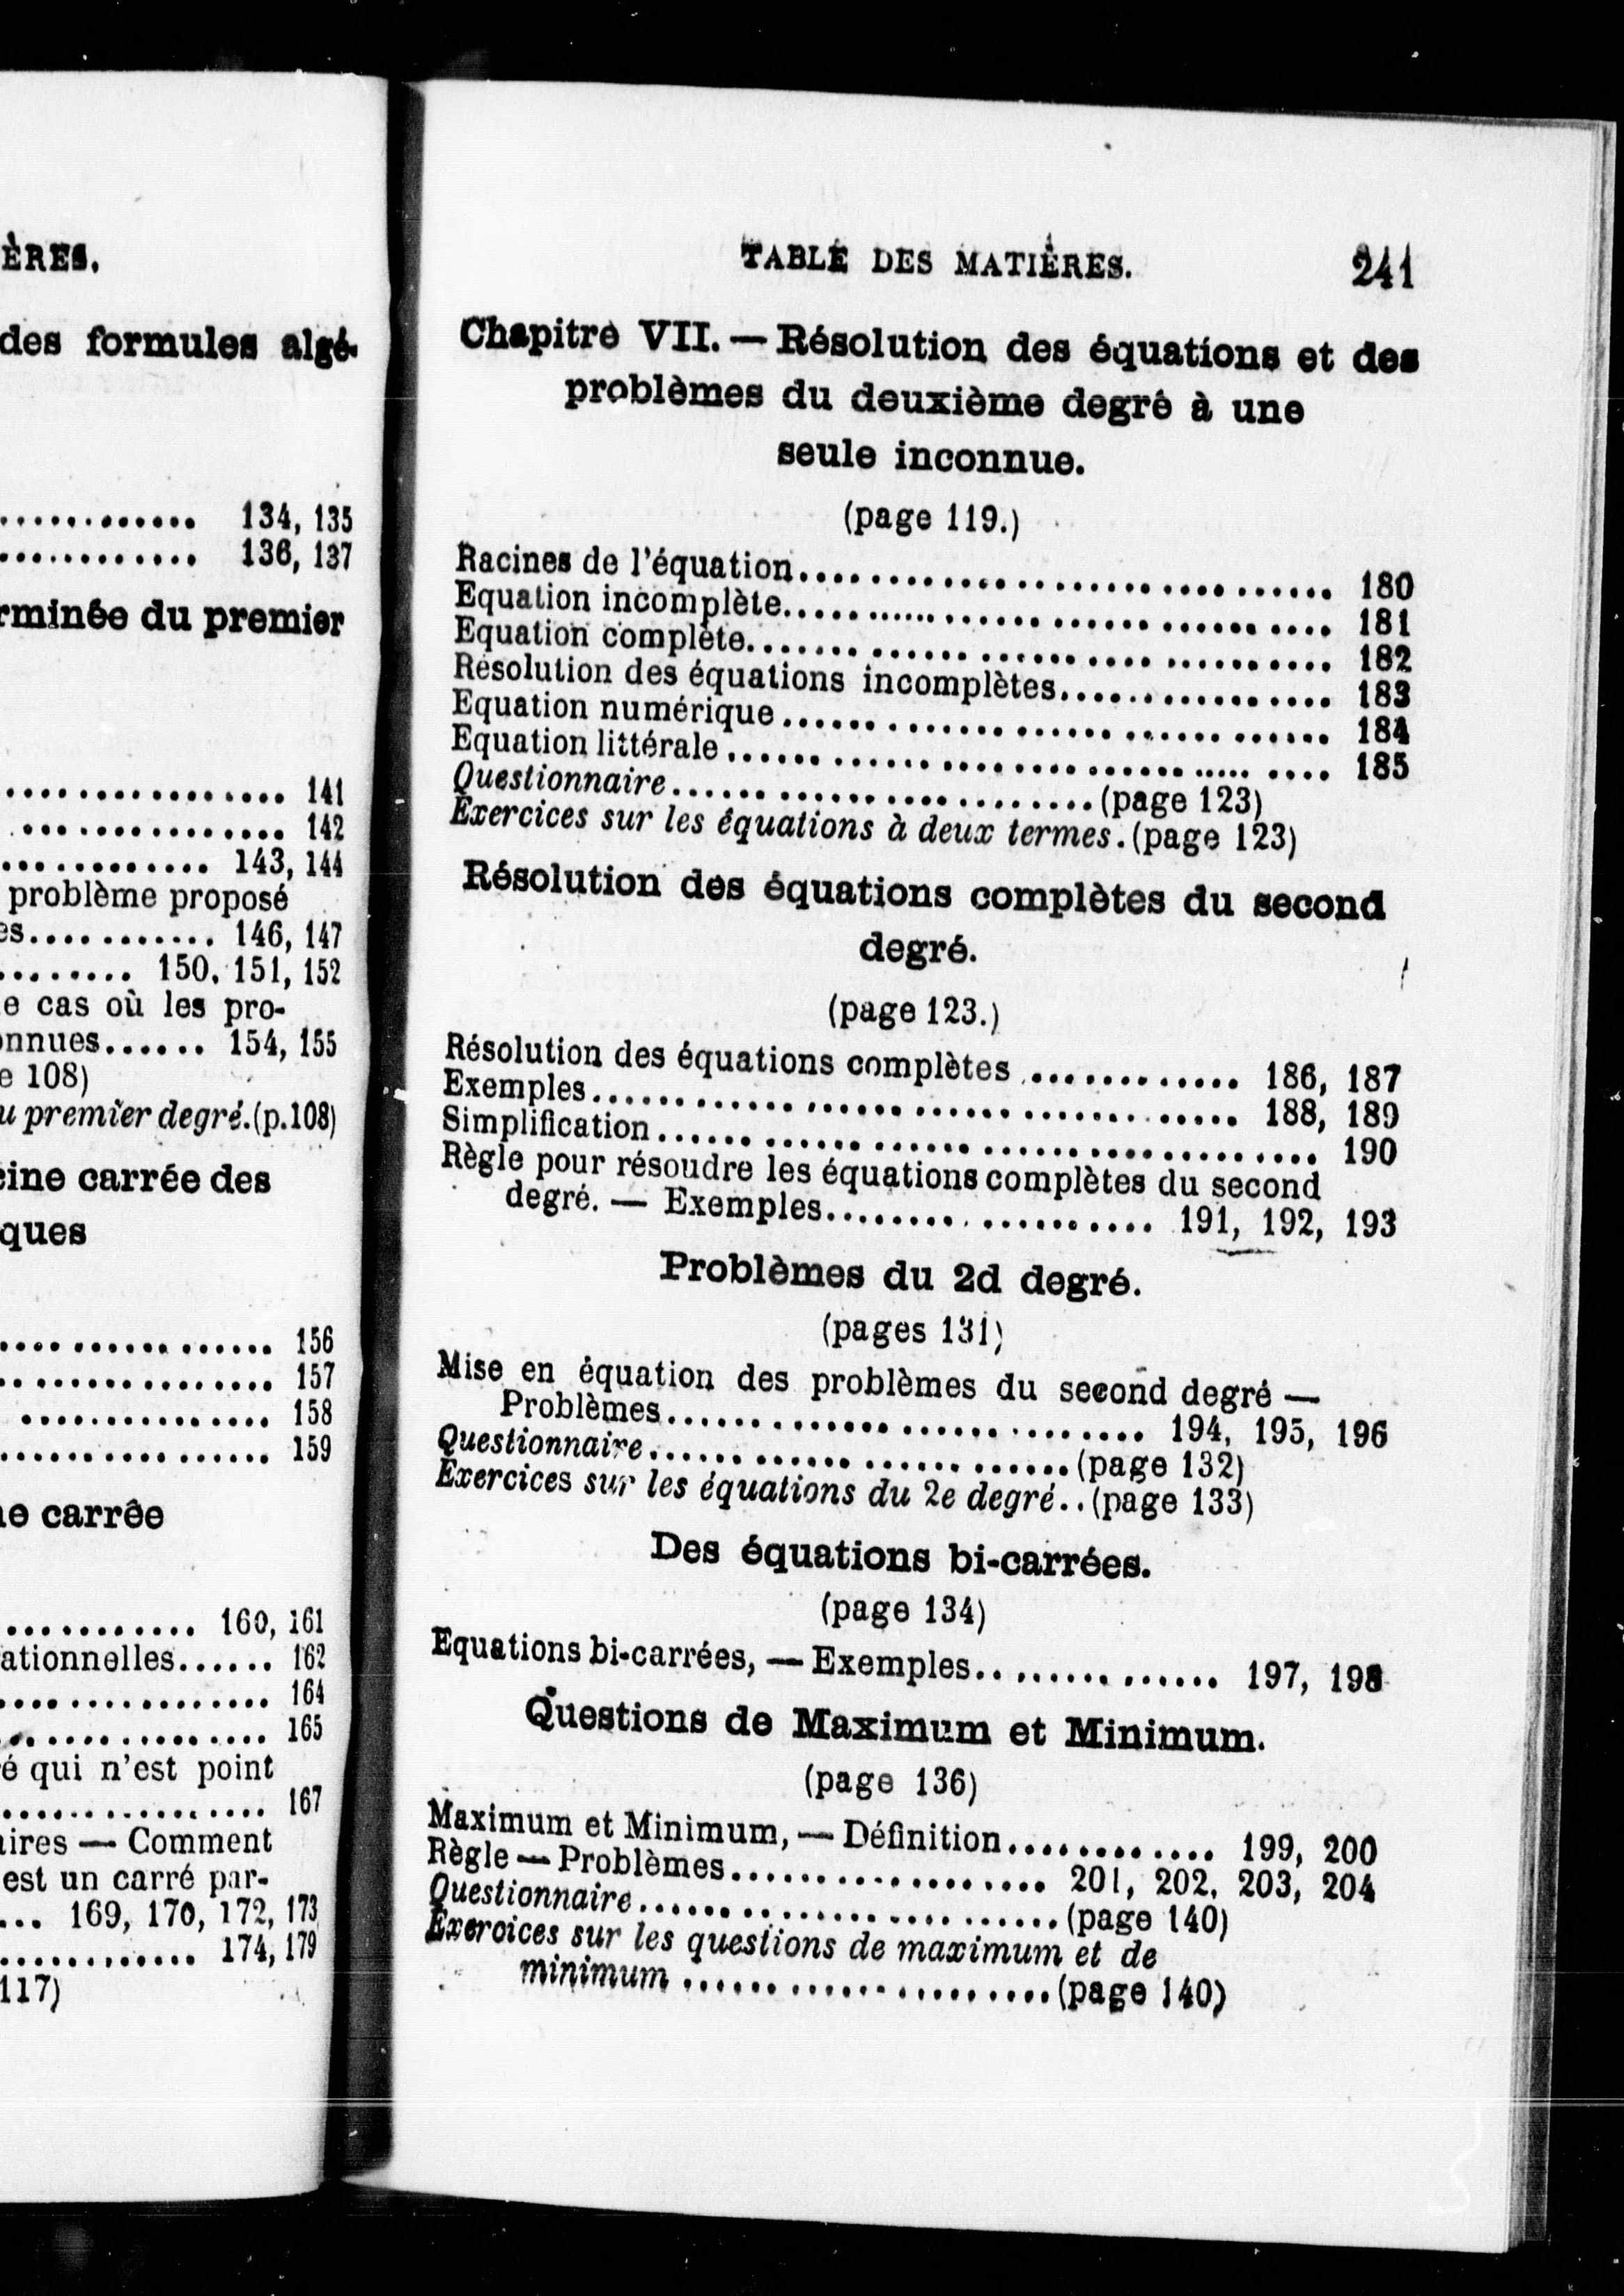 ÈRES.
des formules algé-
............ 134, 135
............ 136, 137
rminée du premier
................ 141
............... 142
............ 143, 144
problème proposé
es........... 146, 147
........ 150, 151, 152
e cas où les pro-
onnues...... 154, 155
e 108)
u premier degré.(p.108)
cine carrée des
ques
................ 156
................ 157
............... 158
................ 159
ne carrée
............ 160, 161
ationnelles...... 162
................ 164
................ 165
é qui n'est point
................ 167
aires — Comment
est un carré par-
... 169, 170, 172, 173
............ 174, 179
117)
TABLE DES MATIÈRES. 241
Chapitre VII. — Résolution des équations et des
problèmes du deuxième degré à une
seule inconnue.
(page 119.)
Racines de l'équation.............................. 180
Equation incomplète.............................. 181
Equation complète................................ 182
Résolution des équations incomplètes................ 183
Equation numérique.............................. 184
Equation littérale................................ 185
Questionnaire........................(page 123)
Exercices sur les équations à deux termes.(page 123)
Résolution des équations complètes du second
degré.
(page 123.)
Résolution des équations complètes ............ 186, 187
Exemples.................................. 188, 189
Simplification.................................... 190
Règle pour résoudre les équations complètes du second
degré. — Exemples.................. 191, 192, 193
Problèmes du 2d degré.
(pages 131)
Mise en équation des problèmes du second degré —
Problèmes.......................... 194, 195, 196
Questionnaire........................(page 132)
Exercices sur les équations du 2e degré..(page 133)
Des équations bi-carrées.
(page 134)
Equations bi-carrées, — Exemples.............. 197, 198
Questions de Maximum et Minimum.
(page 136)
Maximum et Minimum, — Définition............ 199, 200
Règle — Problèmes.................. 201, 202, 203, 204
Questionnaire........................(page 140)
Exercices sur les questions de maximum et de
minimum .....................(page 140)